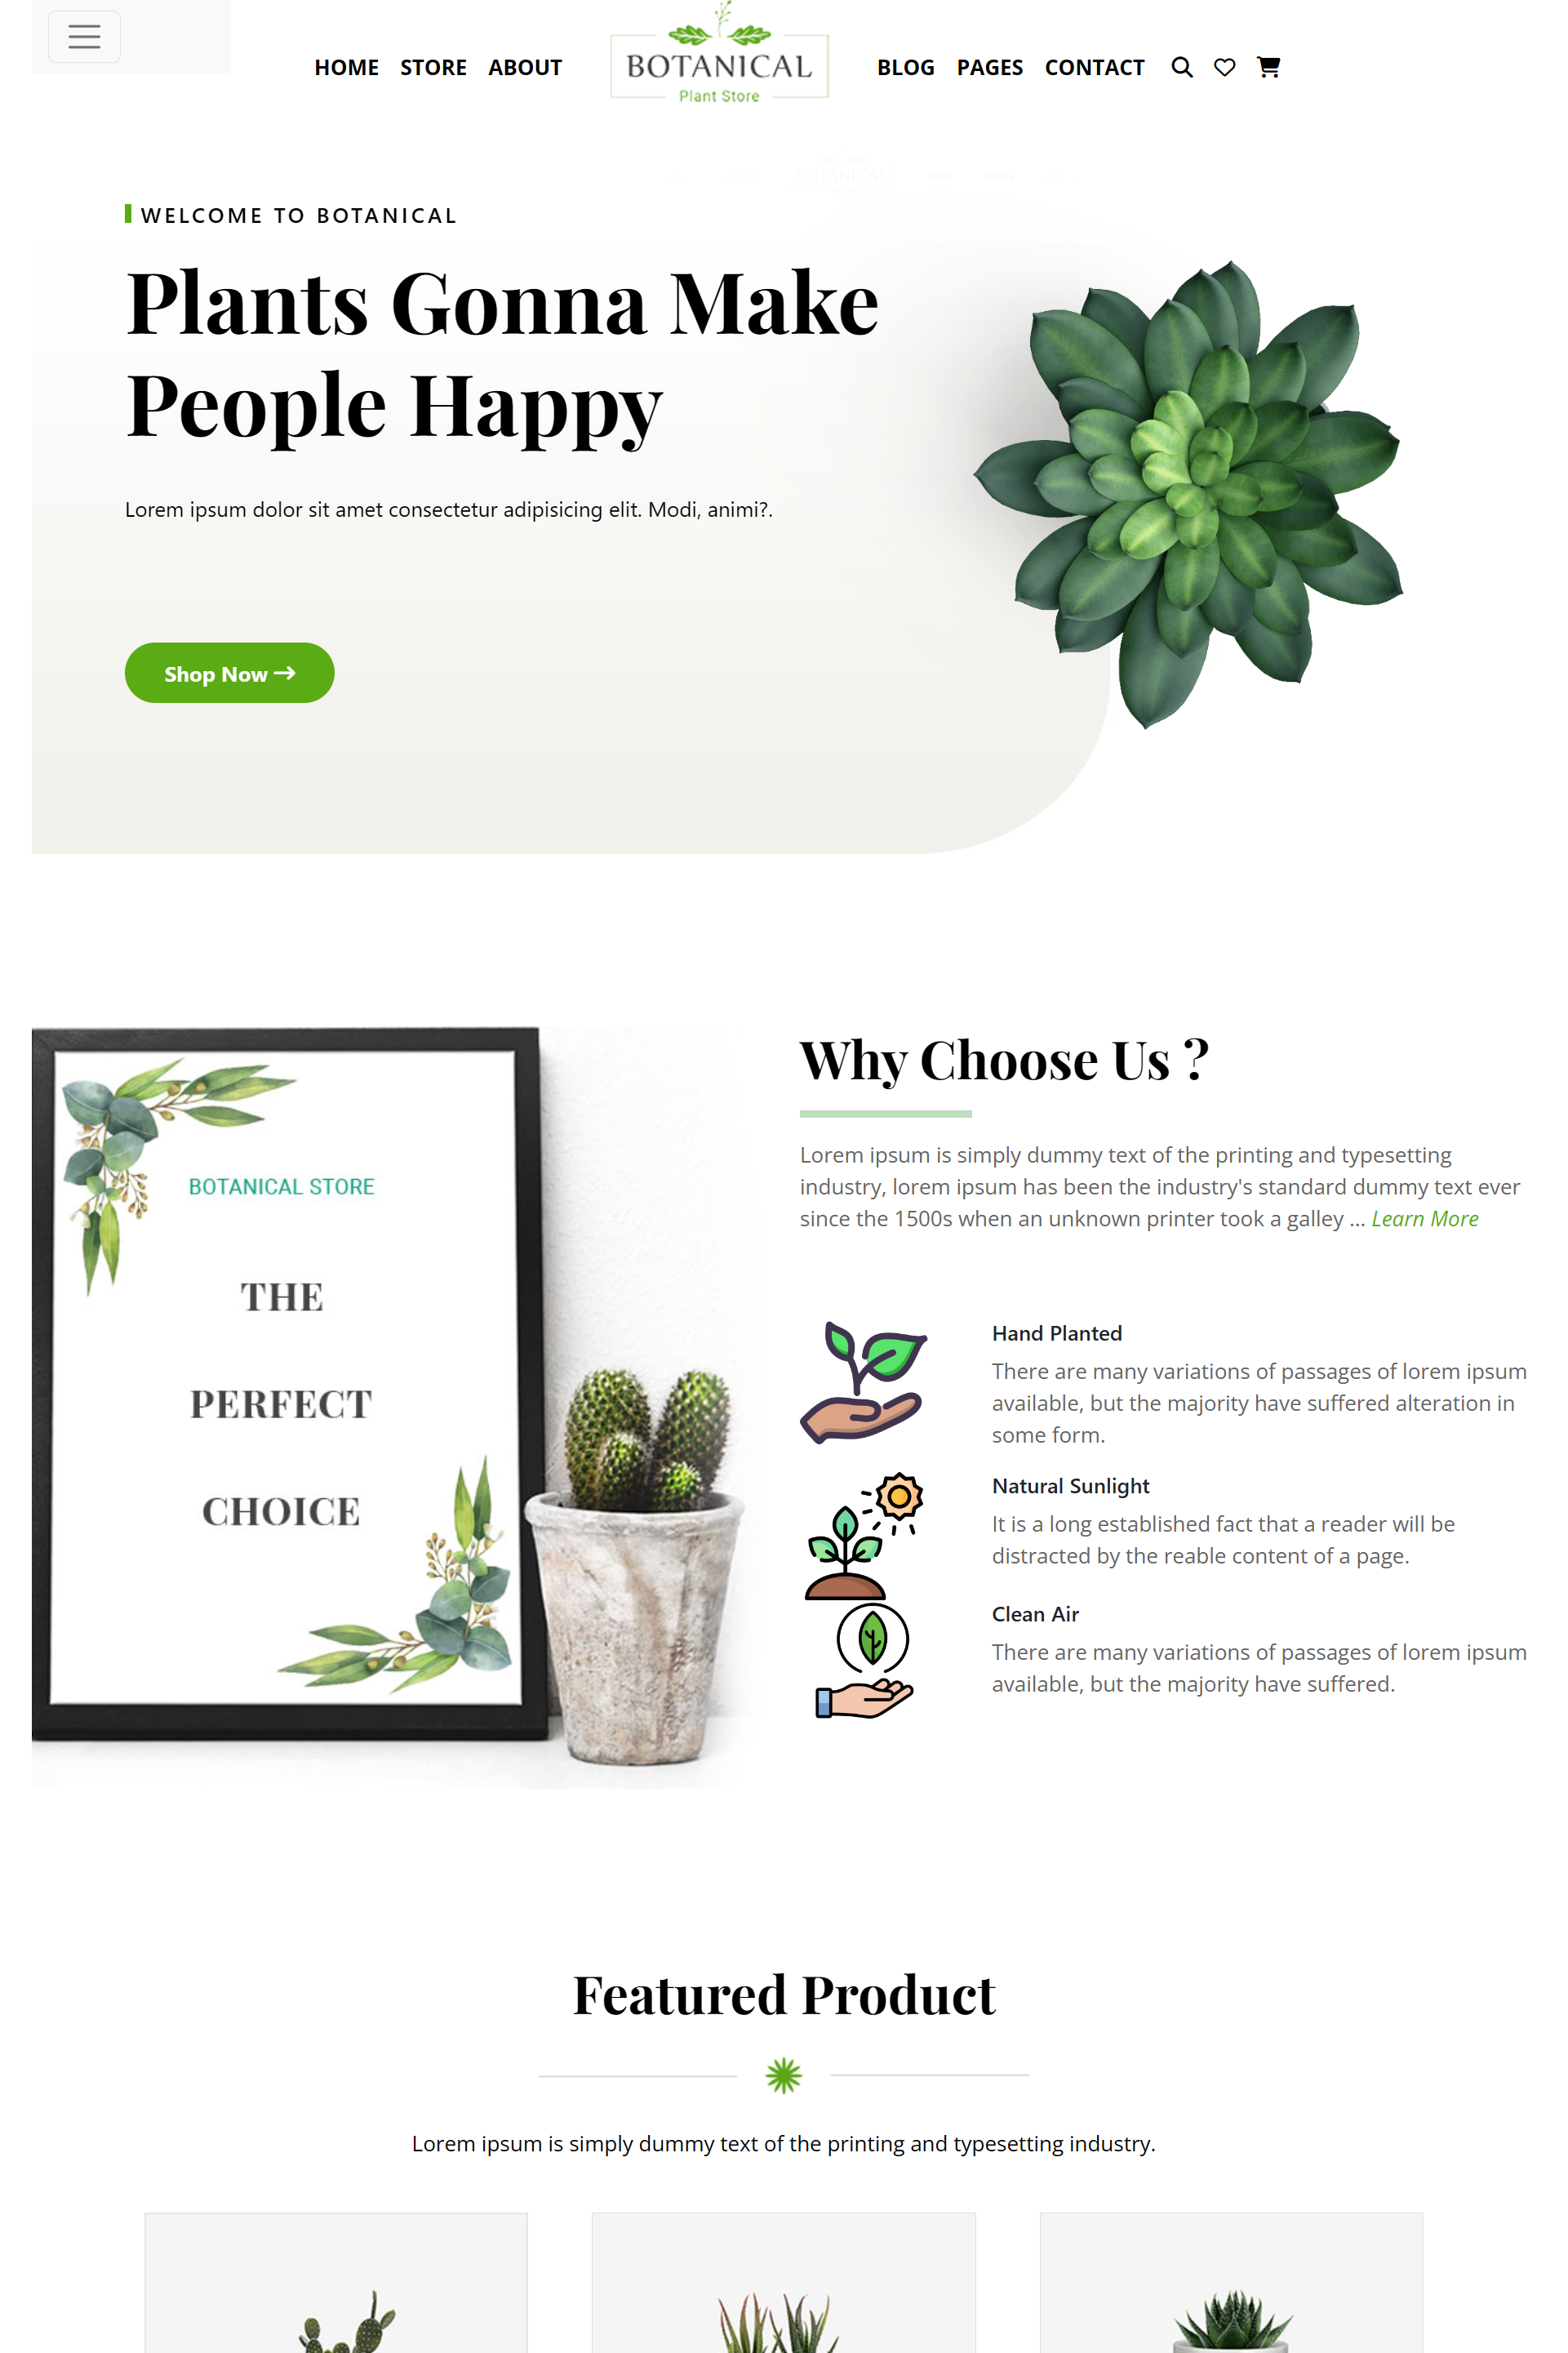 HOME STORE ABOUT
BOTANICAL
Plant Store
BLOG PAGES CONTACT
WELCOME TO BOTANICAL
Plants Gonna Make
People Happy
Lorem ipsum dolor sit amet consectetur adipisicing elit. Modi, animi?.
Shop Now
BOTANICAL STORE
THE
PERFECT
CHOICE
Why Choose Us ?
Lorem ipsum is simply dummy text of the printing and typesetting
industry, lorem ipsum has been the industry's standard dummy text ever
since the 1500s when an unknown printer took a galley ... Learn More
Hand Planted
There are many variations of passages of lorem ipsum
available, but the majority have suffered alteration in
some form.
Natural Sunlight
It is a long established fact that a reader will be
distracted by the reable content of a page.
Clean Air
There are many variations of passages of lorem ipsum
available, but the majority have suffered.
Featured Product
Lorem ipsum is simply dummy text of the printing and typesetting industry.